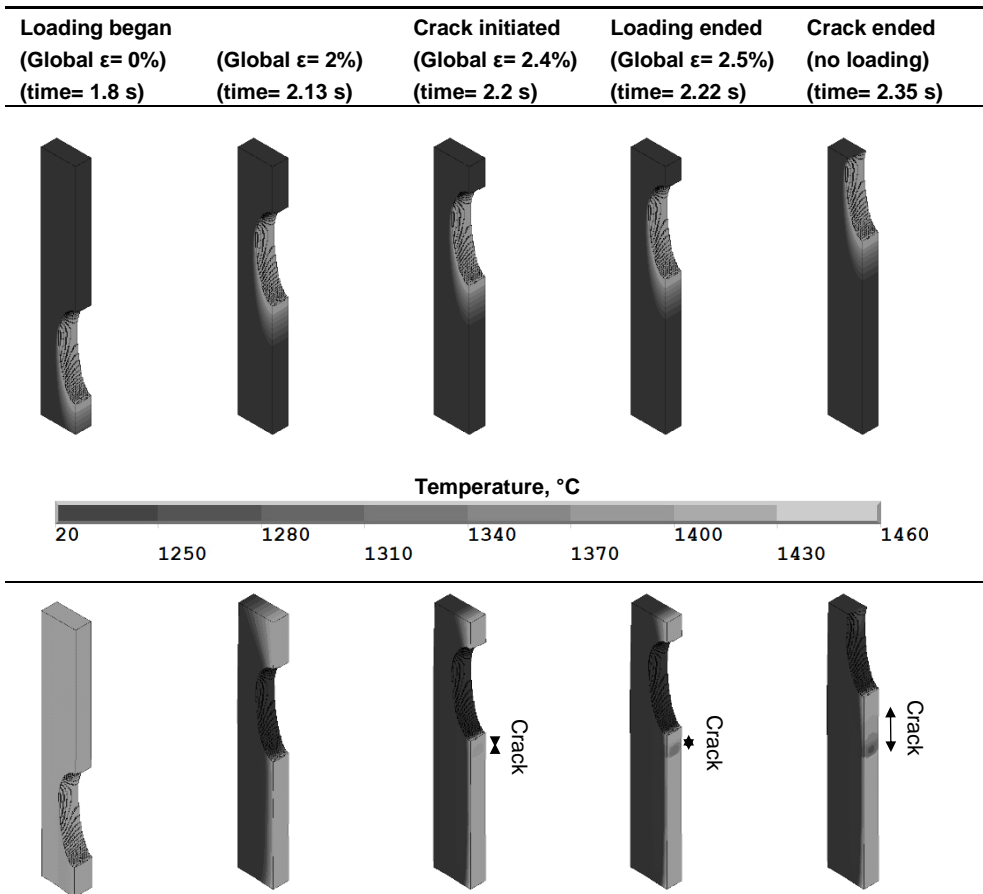 Loading began
(Global ε= 0%)
(time= 1.8 s)
(Global ε= 2%)
(time= 2.13 s)
Crack initiated
(Global ε= 2.4%)
(time= 2.2 s)
Loading ended
(Global ε= 2.5%)
(time= 2.22 s)
Crack ended
(no loading)
(time= 2.35 s)
Temperature, °C
20 1280 1340 1400 1460
1250 1310 1370 1430
Crack
Crack
Crack